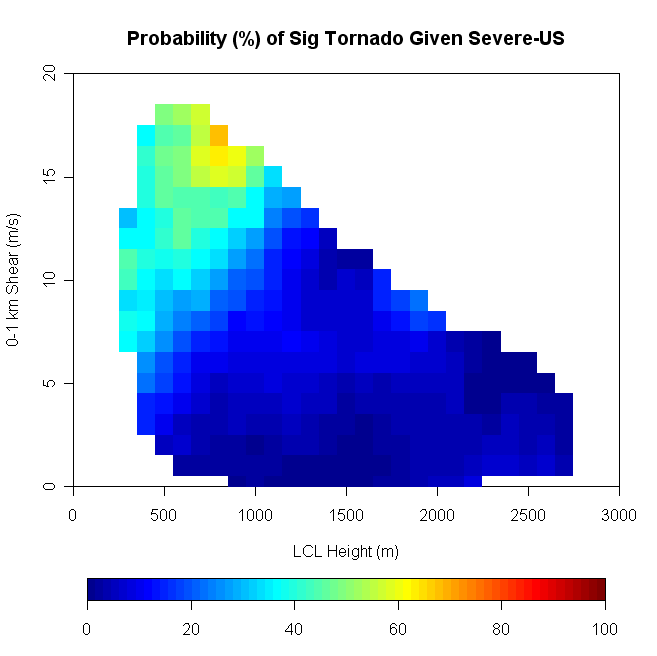 Probability (%) of Sig Tornado Given Severe-US
20
15
10
5
0
0-1 km Shear (m/s)
0 500 1000 1500 2000 2500 3000
LCL Height (m)
0 20 40 60 80 100